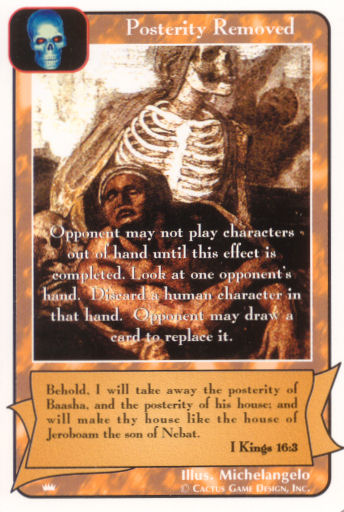 Posterity Removed
Opponent may not play characters
out of hand until this effect is
completed. Look at one opponent's
hand. Discard a human character in
that hand. Opponent may draw a
card to replace it.
Behold, I will take away the posterity of
Baasha, and the posterity of his house; and
will make thy house like the house of
Jeroboam the son of Nebat.
I Kings 16:3
Illus. Michelangelo
© Cactus Game Design, Inc.